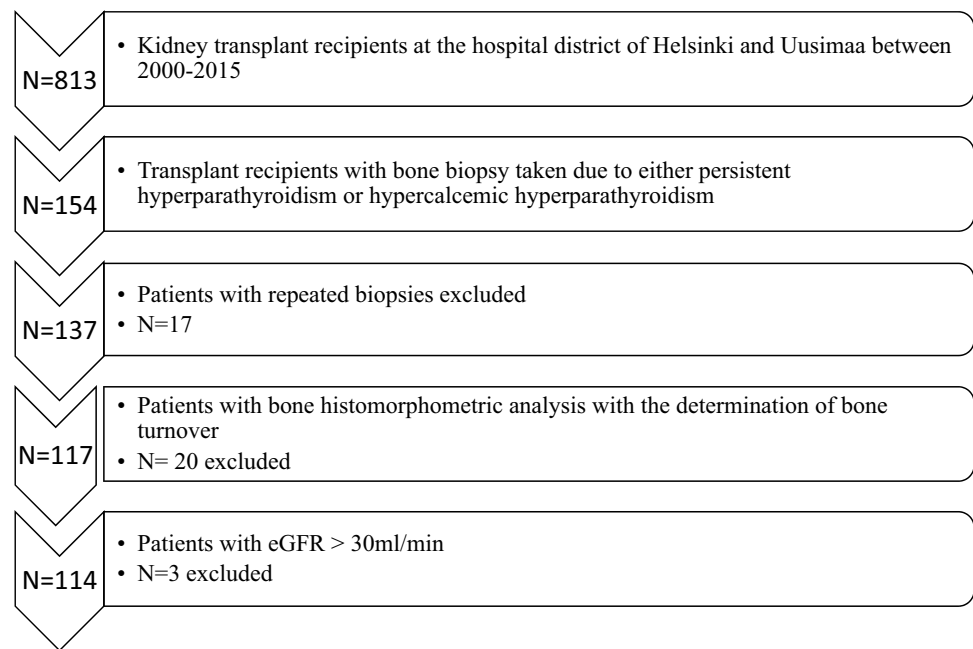 N=813
• Kidney transplant recipients at the hospital district of Helsinki and Uusimaa between
2000-2015
N=154
• Transplant recipients with bone biopsy taken due to either persistent
hyperparathyroidism or hypercalcemic hyperparathyroidism
N=137
• Patients with repeated biopsies excluded
• N=17
N=117
• Patients with bone histomorphometric analysis with the determination of bone
turnover
• N= 20 excluded
N=114
• Patients with eGFR > 30ml/min
• N=3 excluded